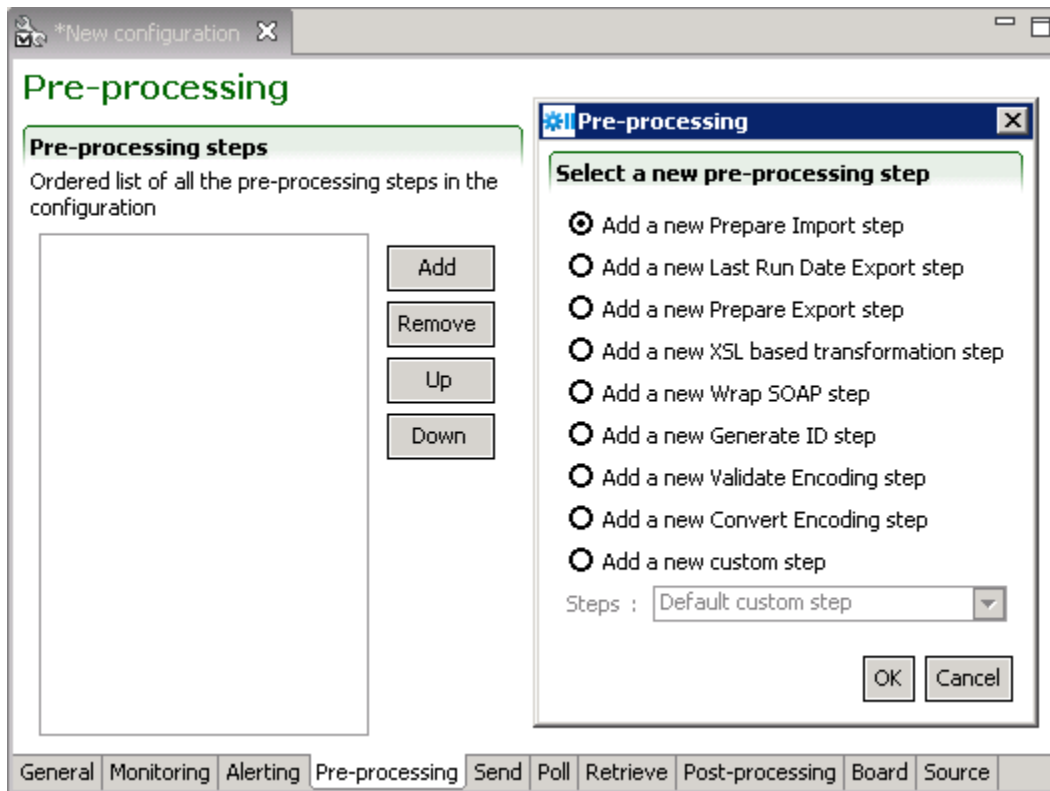 *New configuration
Pre-processing
Pre-processing steps
Ordered list of all the pre-processing steps in the
configuration
Add
Remove
Up
Down
Pre-processing
Select a new pre-processing step
Add a new Prepare Import step
Add a new Last Run Date Export step
Add a new Prepare Export step
Add a new XSL based transformation step
Add a new Wrap SOAP step
Add a new Generate ID step
Add a new Validate Encoding step
Add a new Convert Encoding step
Add a new custom step
Steps : Default custom step
OK Cancel
General Monitoring Alerting Pre-processing Send Poll Retrieve Post-processing Board Source